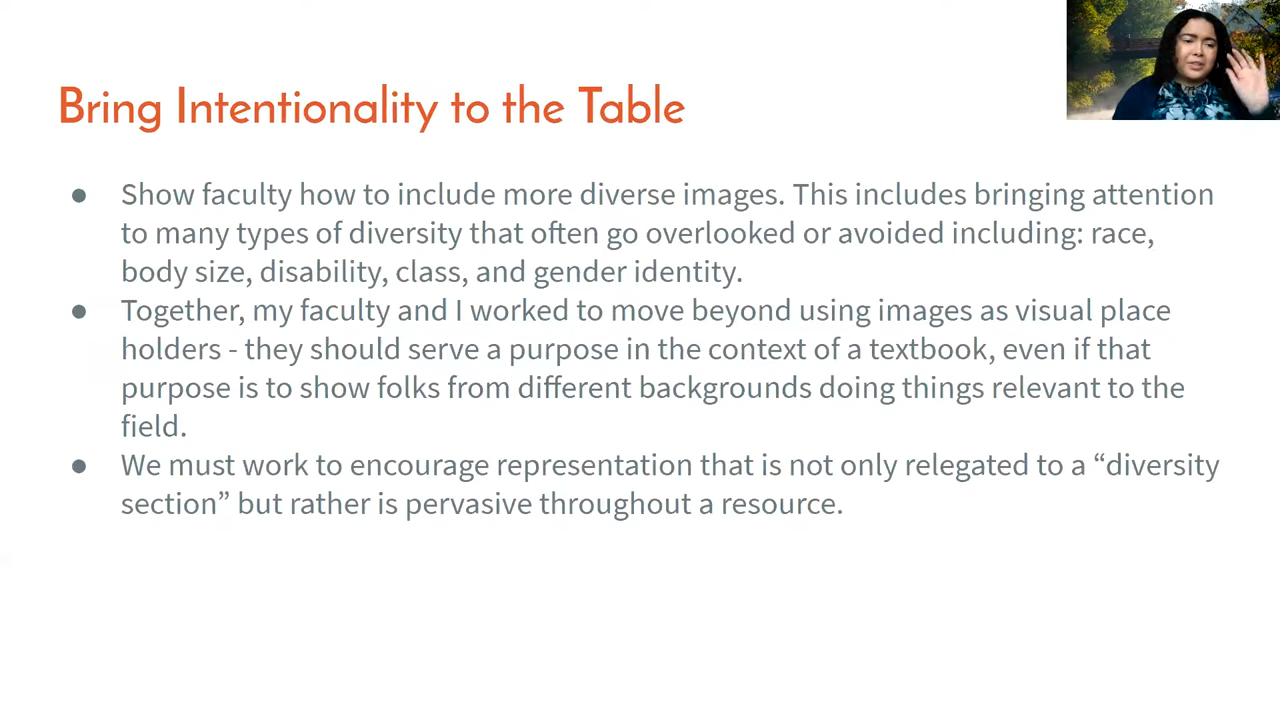 Bring Intentionality to the Table
● Show faculty how to include more diverse images. This includes bringing attention
to many types of diversity that often go overlooked or avoided including: race,
body size, disability, class, and gender identity.
● Together, my faculty and I worked to move beyond using images as visual place
holders - they should serve a purpose in the context of a textbook, even if that
purpose is to show folks from different backgrounds doing things relevant to the
field.
● We must work to encourage representation that is not only relegated to a “diversity
section” but rather is pervasive throughout a resource.